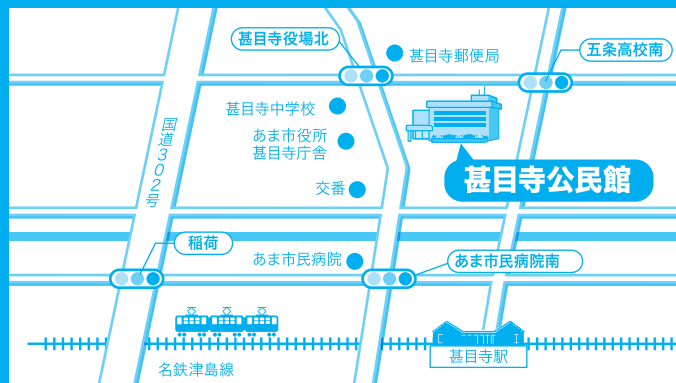 甚目寺役場北
甚目寺郵便局
五条高校南
甚目寺中学校
国道302号
あま市役所
甚目寺庁舎
甚目寺公民館
交番
稲荷
あま市民病院
あま市民病院南
甚目寺駅
名鉄津島線